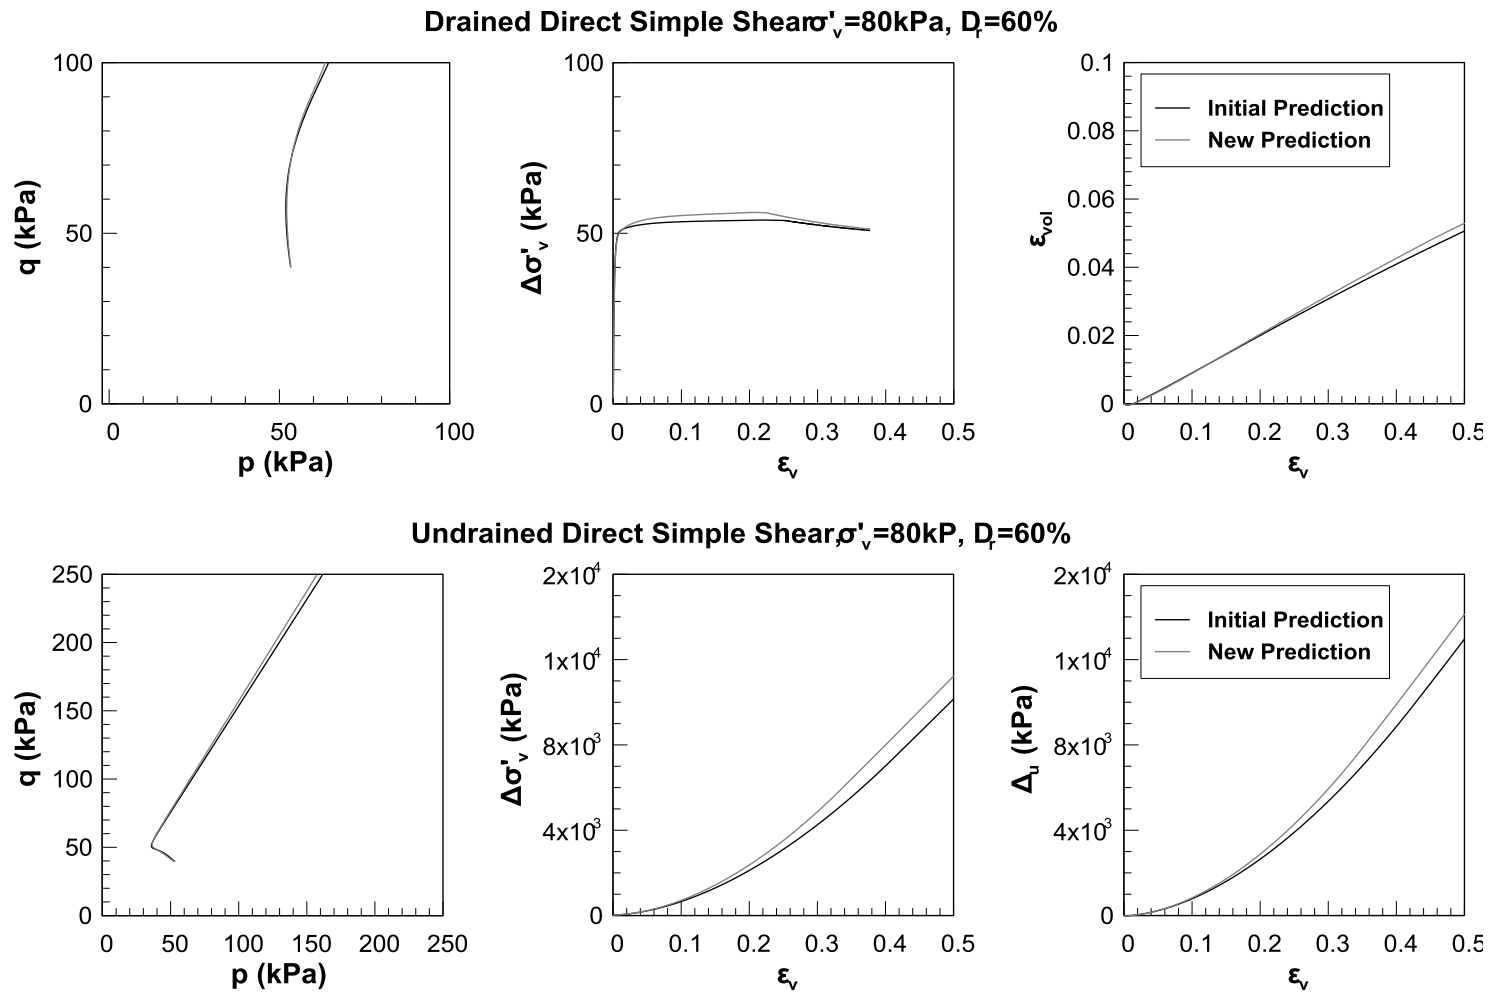 Drained Direct Simple Shear σ'v=80kPa, Dr=60%
100
50
0
q (kPa)
0 50 100
p (kPa)
100
50
0
Δσ'v (kPa)
0 0.1 0.2 0.3 0.4 0.5
εv
0.1
0.08
0.06
0.04
0.02
0
εvol
Initial Prediction
New Prediction
0 0.1 0.2 0.3 0.4 0.5
εv
Undrained Direct Simple Shear,σ'v=80kP, Dr=60%
250
200
150
100
50
0
q (kPa)
0 50 100 150 200 250
p (kPa)
2x10⁴
1x10⁴
8x10³
4x10³
0
Δσ'v (kPa)
0 0.1 0.2 0.3 0.4 0.5
εv
2x10⁴
1x10⁴
8x10³
4x10³
0
Δu (kPa)
Initial Prediction
New Prediction
0 0.1 0.2 0.3 0.4 0.5
εv